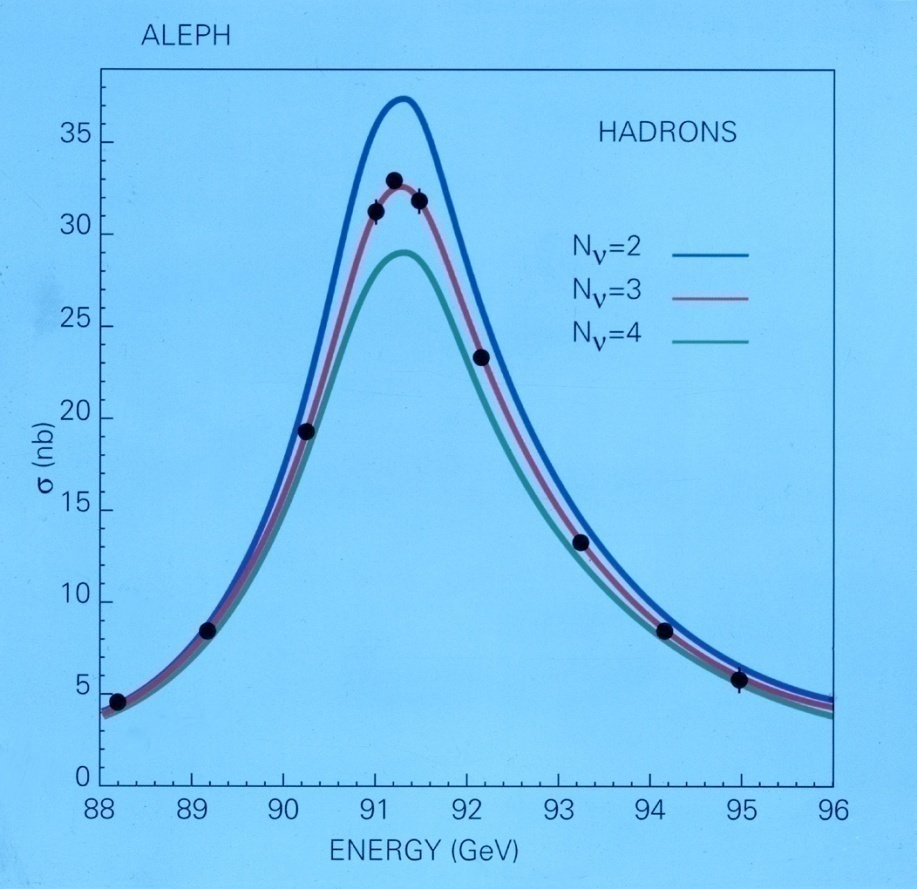 ALEPH
HADRONS
35
30
25
20
15
10
5
0
σ (nb)
Nν=2
Nν=3
Nν=4
88 89 90 91 92 93 94 95 96
ENERGY (GeV)